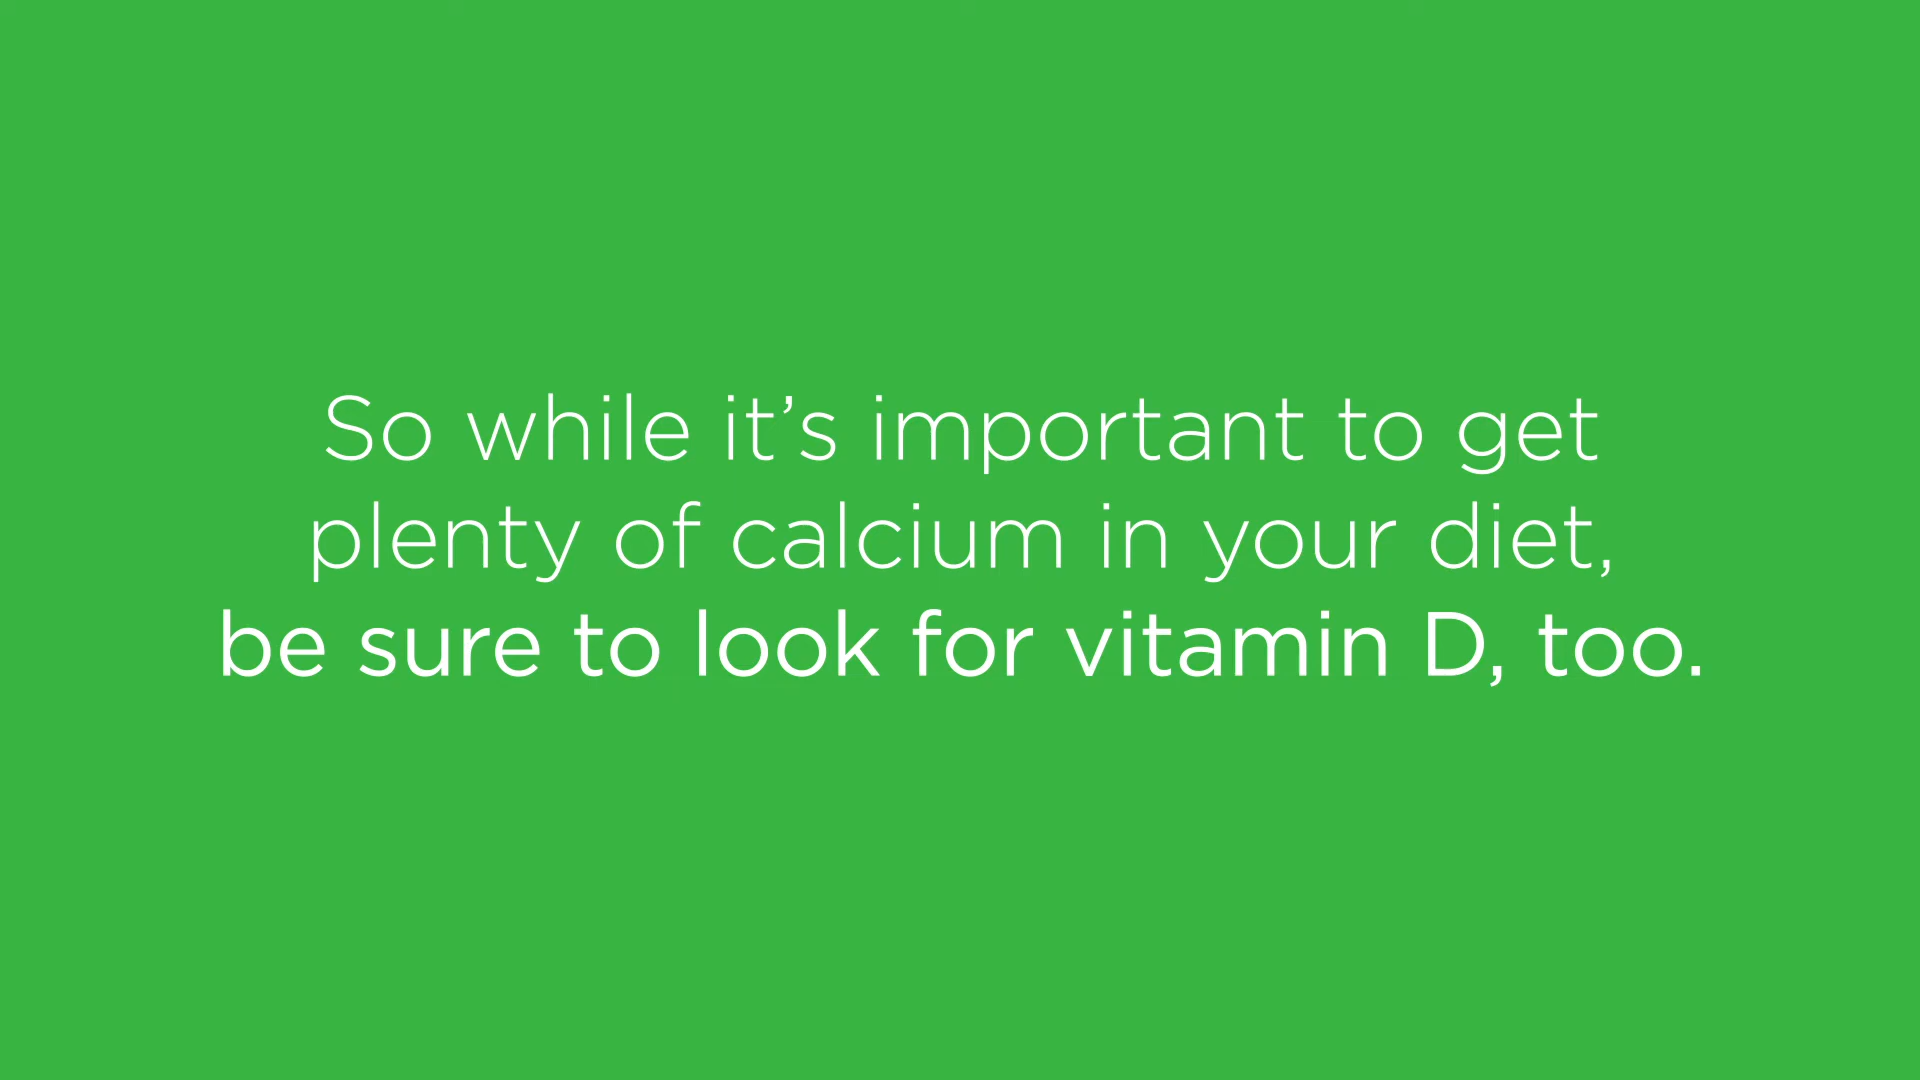 So while it’s important to get
plenty of calcium in your diet,
be sure to look for vitamin D, too.